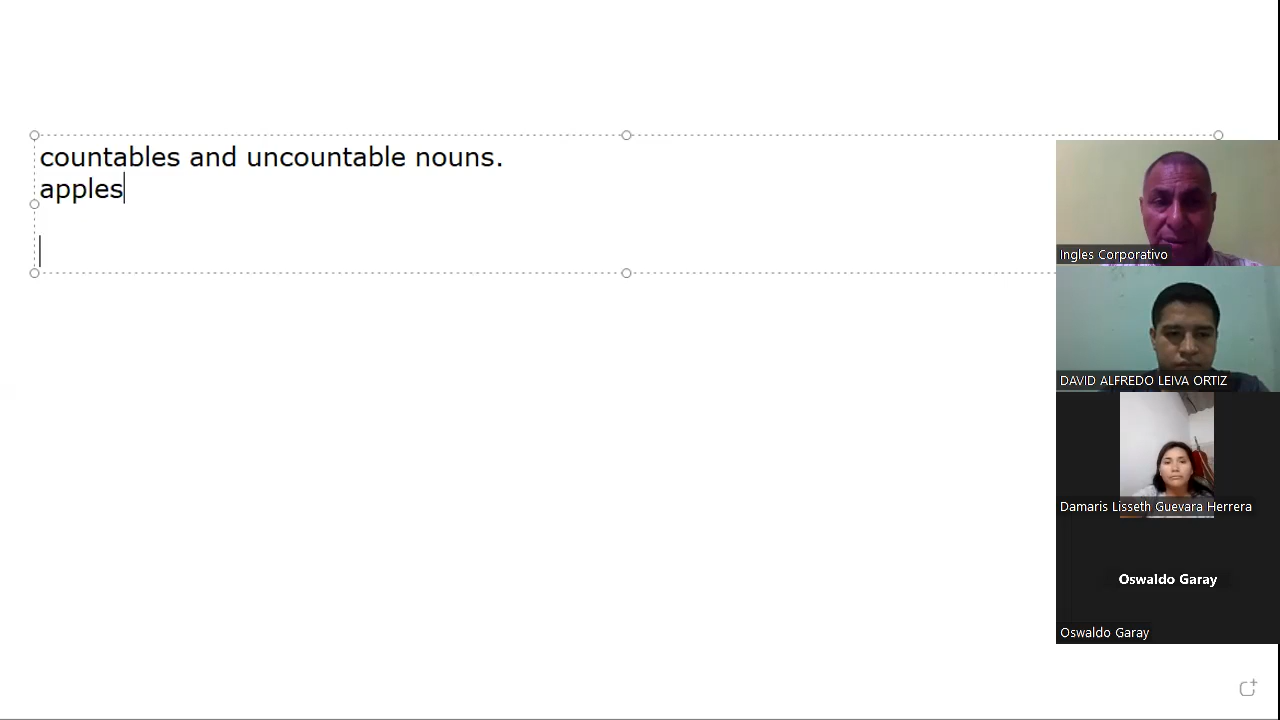 countables and uncountable nouns.
apples
Ingles Corporativo
DAVID ALFREDO LEIVA ORTIZ
Damaris Lisseth Guevara Herrera
Oswaldo Garay
Oswaldo Garay